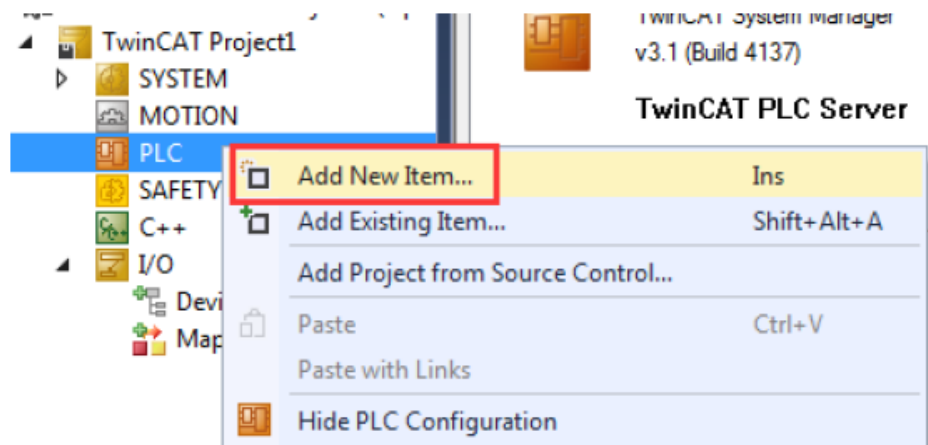 TwinCAT System Manager
TwinCAT Project1
v3.1 (Build 4137)
SYSTEM
MOTION
TwinCAT PLC Server
PLC
Add New Item... Ins
SAFETY
C++
Add Existing Item... Shift+Alt+A
I/O
Add Project from Source Control...
Devi
Paste Ctrl+V
Map
Paste with Links
Hide PLC Configuration